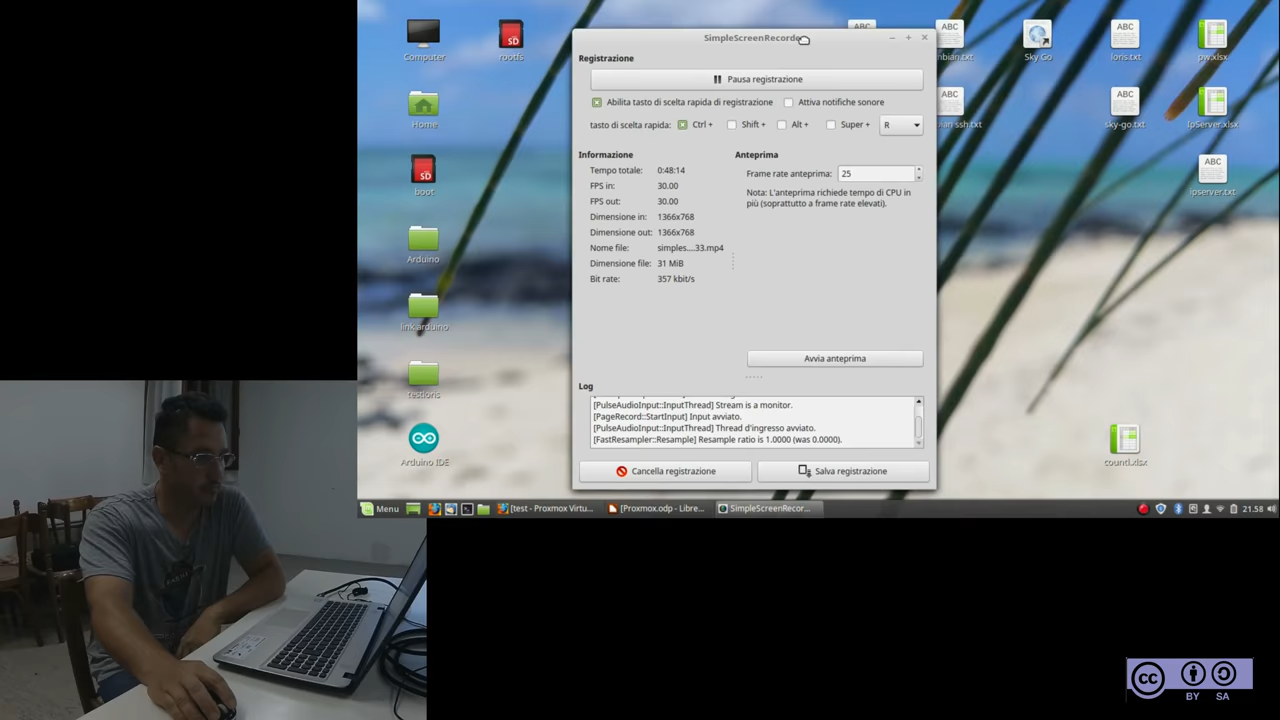 Computer
rootfs
Home
boot
Arduino
link.arduino
Arduino IDE
Sky Go
loris.txt
pw.xlsx
sky-go.txt
IpServer.xlsx
ipserver.txt
countl.xlsx
SimpleScreenRecorder
Registrazione
Pausa registrazione
Abilita tasto di scelta rapida di registrazione
Attiva notifiche sonore
tasto di scelta rapida: Ctrl + Shift + Alt + Super + R
Informazione
Tempo totale: 0:48:14
FPS in: 30.00
FPS out: 30.00
Dimensione in: 1366x768
Dimensione out: 1366x768
Nome file: simples....33.mp4
Dimensione file: 31 MiB
Bit rate: 357 kbit/s
Anteprima
Frame rate anteprima: 25
Nota: L'anteprima richiede tempo di CPU in
più (soprattutto a frame rate elevati).
Avvia anteprima
Log
[PulseAudioInput::InputThread] Stream is a monitor.
[PageRecord::StartInput] Input avviato.
[PulseAudioInput::InputThread] Thread d'ingresso avviato.
[FastResampler::Resample] Resample ratio is 1.0000 (was 0.0000).
Cancella registrazione
Salva registrazione
Menu
[test - Proxmox Virtu...
[Proxmox.odp - Libre...
SimpleScreenRecor...
21.58
cc
BY SA